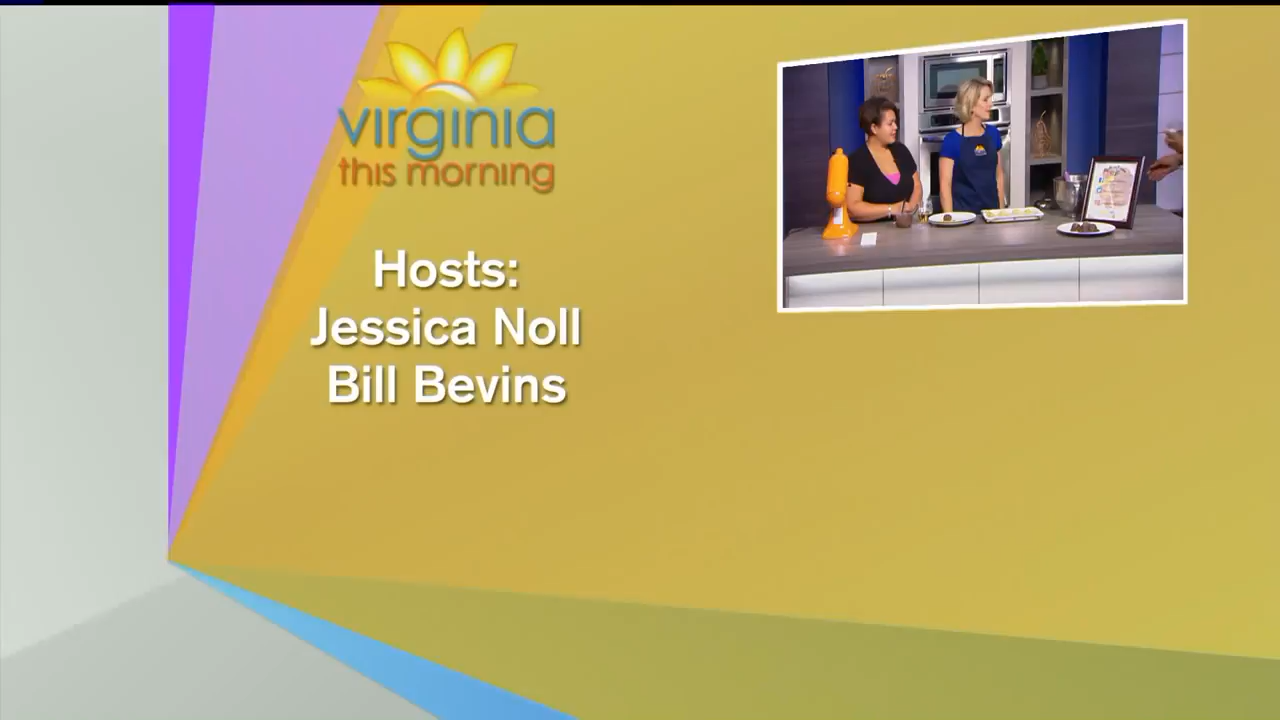 virginia
this morning
Hosts:
Jessica Noll
Bill Bevins